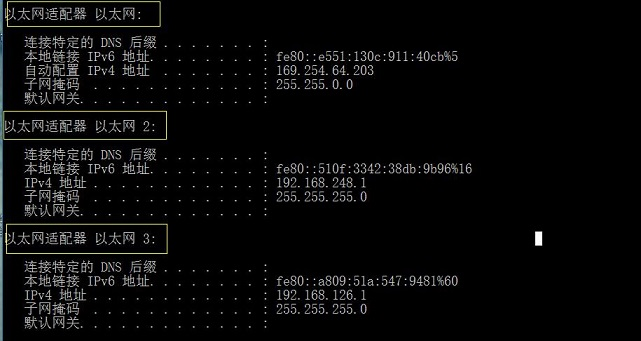 以太网适配器 以太网:
连接特定的 DNS 后缀 . . . . . . . :
本地链接 IPv6 地址. . . . . . . . : fe80::e551:130c:911:40cb%5
自动配置 IPv4 地址 . . . . . . . : 169.254.64.203
子网掩码 . . . . . . . . . . . . : 255.255.0.0
默认网关. . . . . . . . . . . . . :
以太网适配器 以太网 2:
连接特定的 DNS 后缀 . . . . . . . :
本地链接 IPv6 地址. . . . . . . . : fe80::510f:3342:38db:9b96%16
IPv4 地址 . . . . . . . . . . . . : 192.168.248.1
子网掩码 . . . . . . . . . . . . : 255.255.255.0
默认网关. . . . . . . . . . . . . :
以太网适配器 以太网 3:
连接特定的 DNS 后缀 . . . . . . . :
本地链接 IPv6 地址. . . . . . . . : fe80::a809:51a:547:9481%60
IPv4 地址 . . . . . . . . . . . . : 192.168.126.1
子网掩码 . . . . . . . . . . . . : 255.255.255.0
默认网关. . . . . . . . . . . . . :